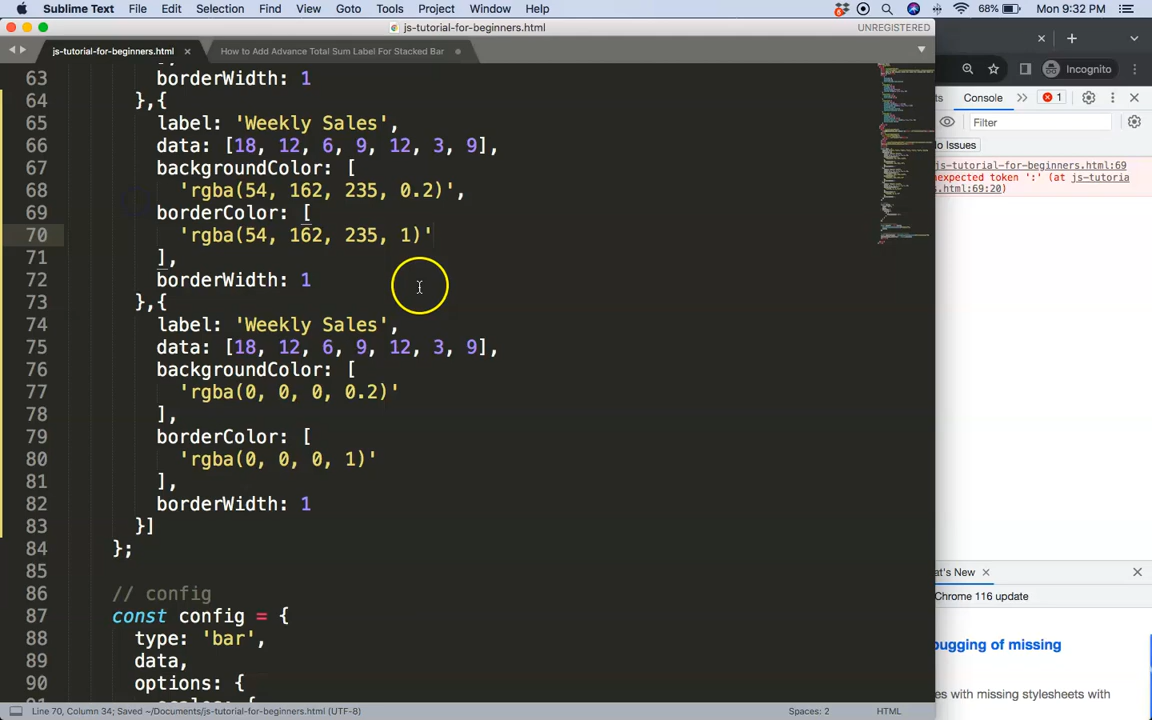 Sublime Text File Edit Selection Find View Goto Tools Project Window Help 68% Mon 9:32 PM
js-tutorial-for-beginners.html UNREGISTERED
js-tutorial-for-beginners.html × How to Add Advance Total Sum Label For Stacked Bar
63 borderWidth: 1
64 },{
65 label: 'Weekly Sales',
66 data: [18, 12, 6, 9, 12, 3, 9],
67 backgroundColor: [
68 'rgba(54, 162, 235, 0.2)',
69 borderColor: [
70 'rgba(54, 162, 235, 1)'
71 ],
72 borderWidth: 1
73 },{
74 label: 'Weekly Sales',
75 data: [18, 12, 6, 9, 12, 3, 9],
76 backgroundColor: [
77 'rgba(0, 0, 0, 0.2)'
78 ],
79 borderColor: [
80 'rgba(0, 0, 0, 1)'
81 ],
82 borderWidth: 1
83 }]
84 };
85
86 // config
87 const config = {
88 type: 'bar',
89 data,
90 options: {
Line 70, Column 34; Saved ~/Documents/js-tutorial-for-beginners.html (UTF-8) Spaces: 2 HTML
Incognito
Console 1
Filter
o Issues
js-tutorial-for-beginners.html:69
nexpected token ':' (at js-tutoria
rs.html:69:20)
at's New ×
Chrome 116 update
ugging of missing
es with missing stylesheets with